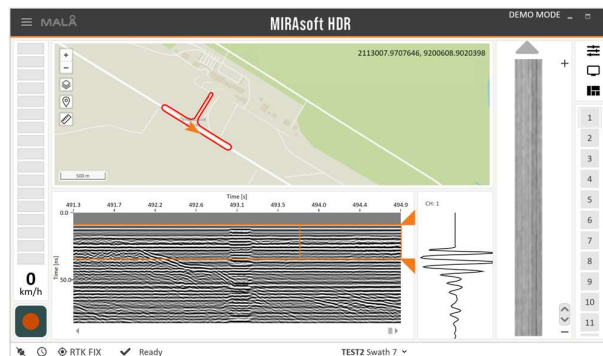 MALÅ
MIRAsoft HDR
DEMO MODE
2113007.9707646, 9200608.9020398
+
−
500 m
Time [s]
491.3 491.7 492.2 492.6 493.1 493.5 494.0 494.4 494.9
0.0
50.0
Time [ns]
CH: 1
+
−
1
2
3
4
5
6
7
8
9
10
11
0
km/h
RTK FIX
Ready
TEST2 Swath 7